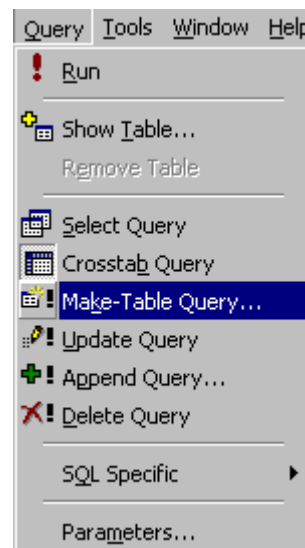 Query Tools Window Help
Run
Show Table...
Remove Table
Select Query
Crosstab Query
Make-Table Query...
Update Query
Append Query...
Delete Query
SQL Specific
Parameters...